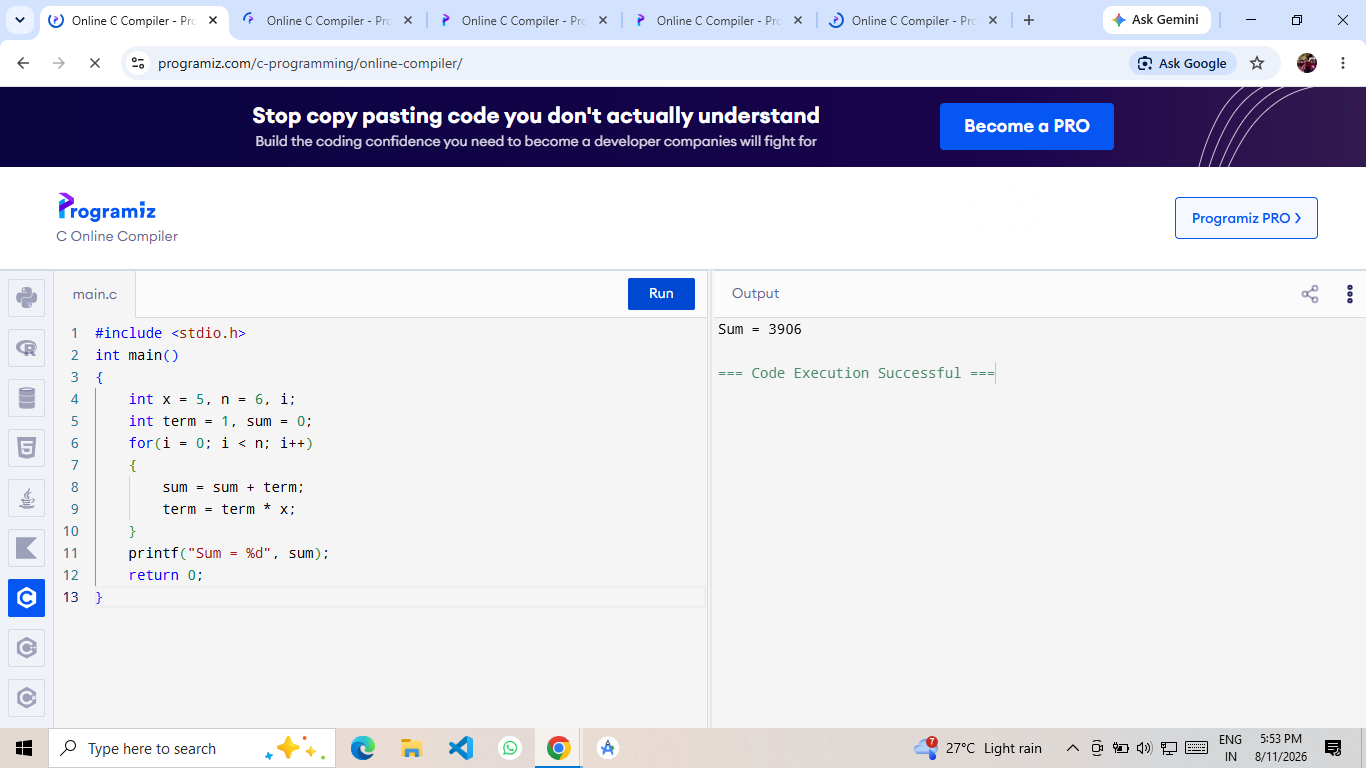 Online C Compiler - Pro
Online C Compiler - Pro
Online C Compiler - Pro
Online C Compiler - Pro
Online C Compiler - Pro
Ask Gemini
programiz.com/c-programming/online-compiler/
Ask Google
Stop copy pasting code you don't actually understand
Build the coding confidence you need to become a developer companies will fight for
Become a PRO
Programiz
C Online Compiler
Programiz PRO >
main.c
Run
Output
1 #include <stdio.h>
2 int main()
3 {
4 int x = 5, n = 6, i;
5 int term = 1, sum = 0;
6 for(i = 0; i < n; i++)
7 {
8 sum = sum + term;
9 term = term * x;
10 }
11 printf("Sum = %d", sum);
12 return 0;
13 }
Sum = 3906
=== Code Execution Successful ===
Type here to search
7
27°C Light rain
ENG
IN
5:53 PM
8/11/2026